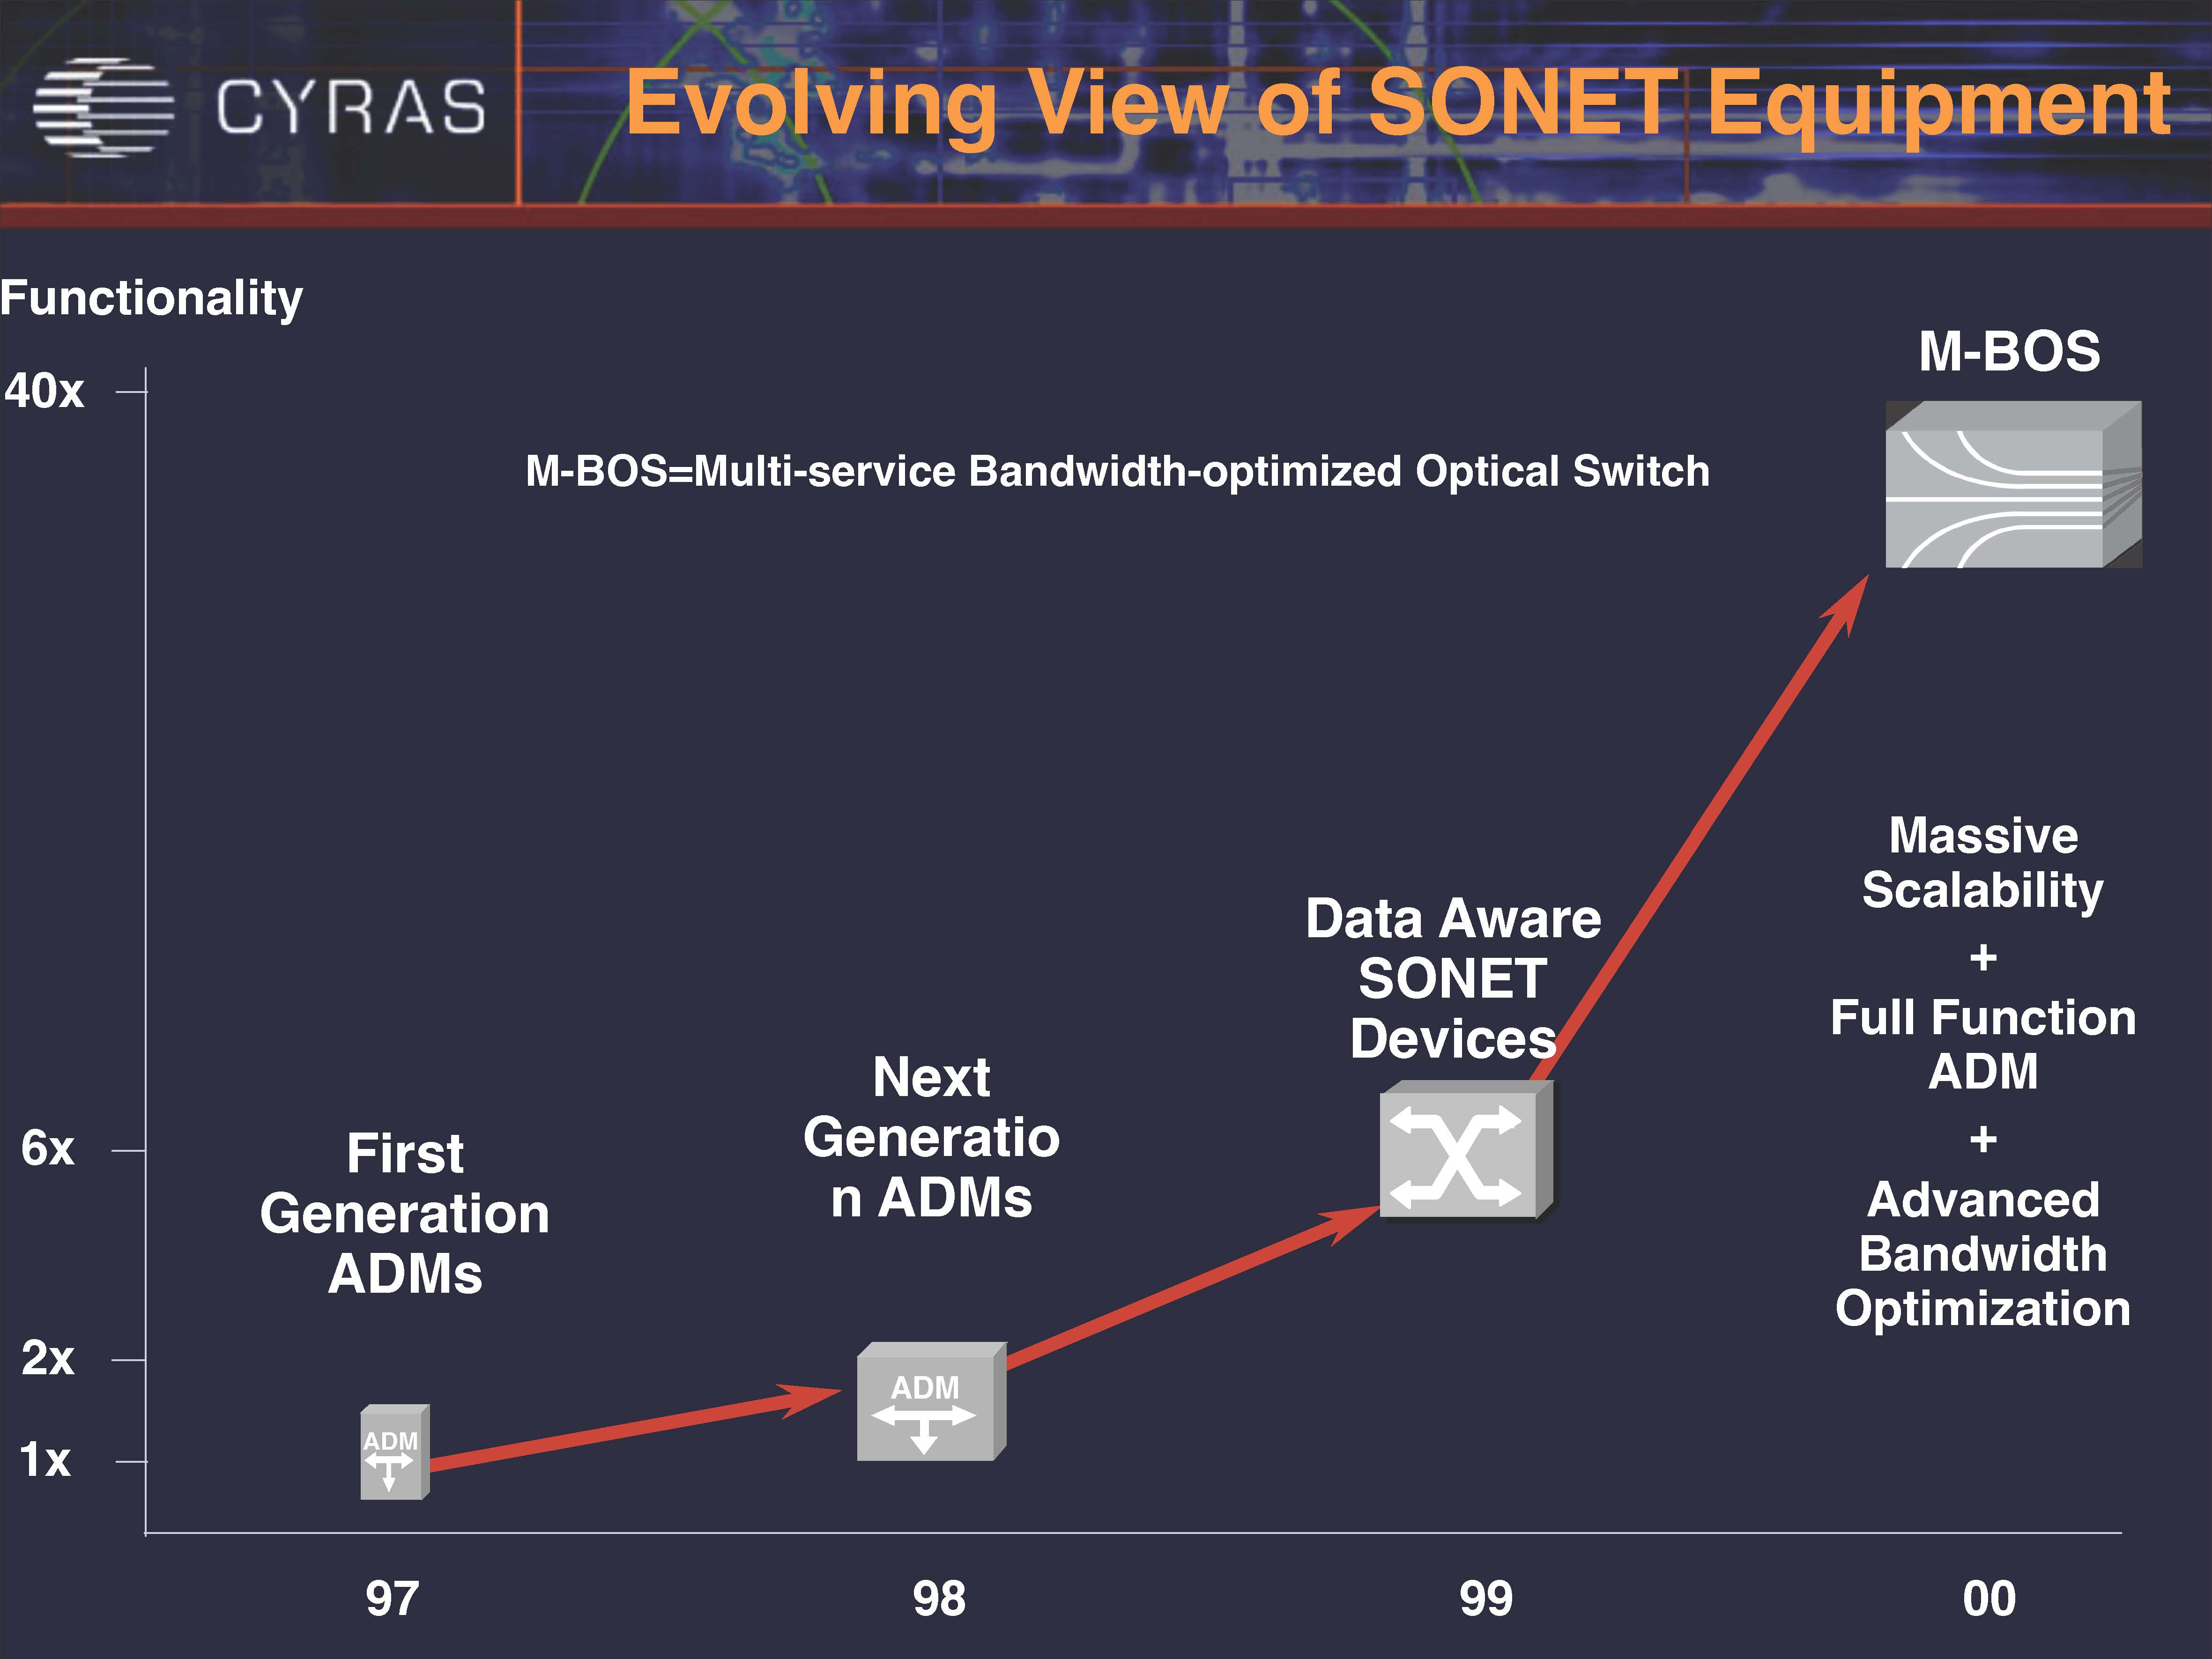 CYRAS
Evolving View of SONET Equipment
Functionality
40x
M-BOS
M-BOS=Multi-service Bandwidth-optimized Optical Switch
Massive
Scalability
+
Full Function
ADM
+
Advanced
Bandwidth
Optimization
Data Aware
SONET
Devices
Next
Generatio
n ADMs
6x
First
Generation
ADMs
2x
ADM
1x
ADM
97
98
99
00